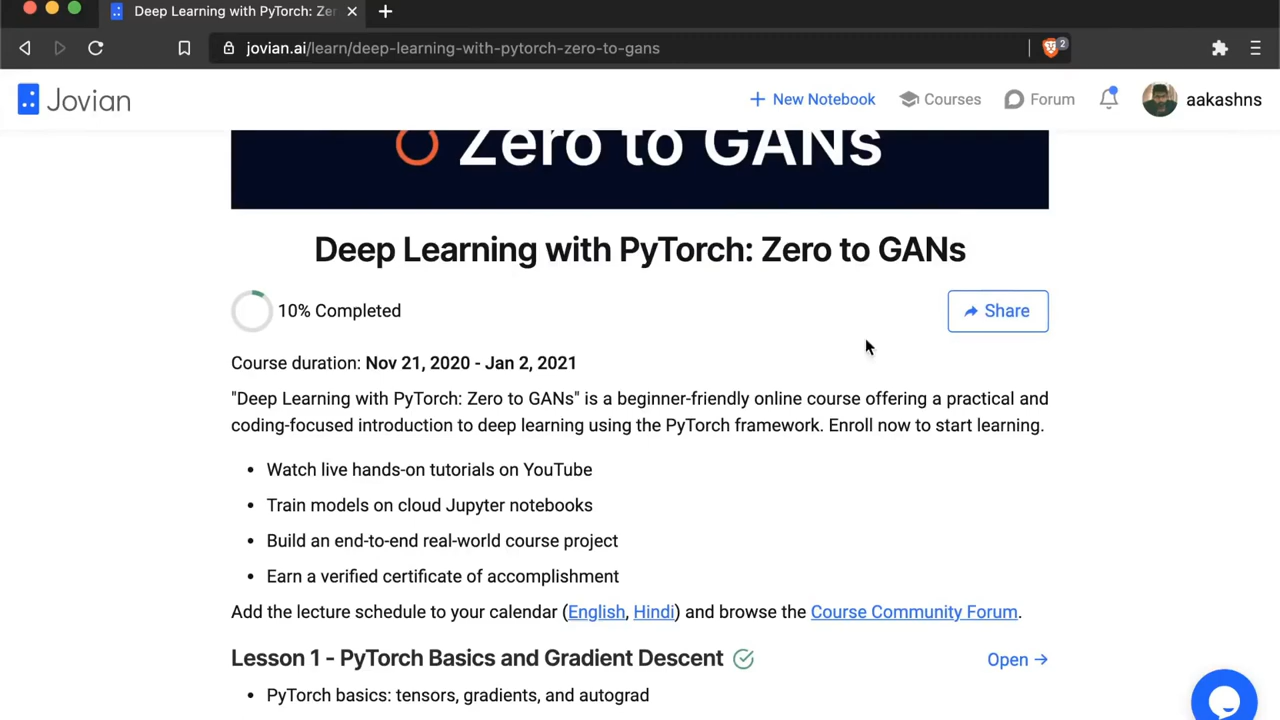 Deep Learning with PyTorch: Zer
jovian.ai/learn/deep-learning-with-pytorch-zero-to-gans
2
Jovian
New Notebook
Courses
Forum
aakashns
Zero to GANs
Deep Learning with PyTorch: Zero to GANs
10% Completed
Share
Course duration: Nov 21, 2020 - Jan 2, 2021
"Deep Learning with PyTorch: Zero to GANs" is a beginner-friendly online course offering a practical and
coding-focused introduction to deep learning using the PyTorch framework. Enroll now to start learning.
• Watch live hands-on tutorials on YouTube
• Train models on cloud Jupyter notebooks
• Build an end-to-end real-world course project
• Earn a verified certificate of accomplishment
Add the lecture schedule to your calendar (English, Hindi) and browse the Course Community Forum.
Lesson 1 - PyTorch Basics and Gradient Descent
Open →
• PyTorch basics: tensors, gradients, and autograd